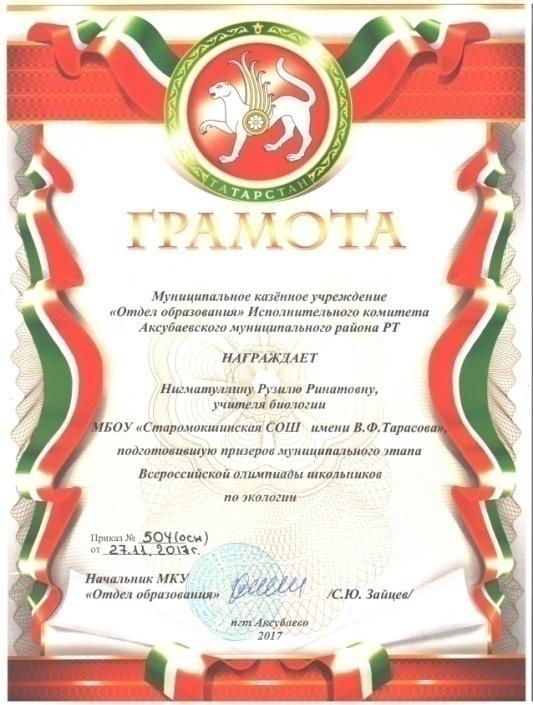 ТАТАРСТАН
ГРАМОТА
Муниципальное казённое учреждение
«Отдел образования» Исполнительного комитета
Аксубаевского муниципального района РТ
НАГРАЖДАЕТ
Нигматуллину Рузилю Ринатовну,
учителя биологии
МБОУ «Старомокшинская СОШ имени В.Ф.Тарасова»,
подготовившую призеров муниципального этапа
Всероссийской олимпиады школьников
по экологии
Приказ № 504(осн)
от 27.11.2017г.
Начальник МКУ
«Отдел образования» /С.Ю. Зайцев/
пгт Аксубаево
2017